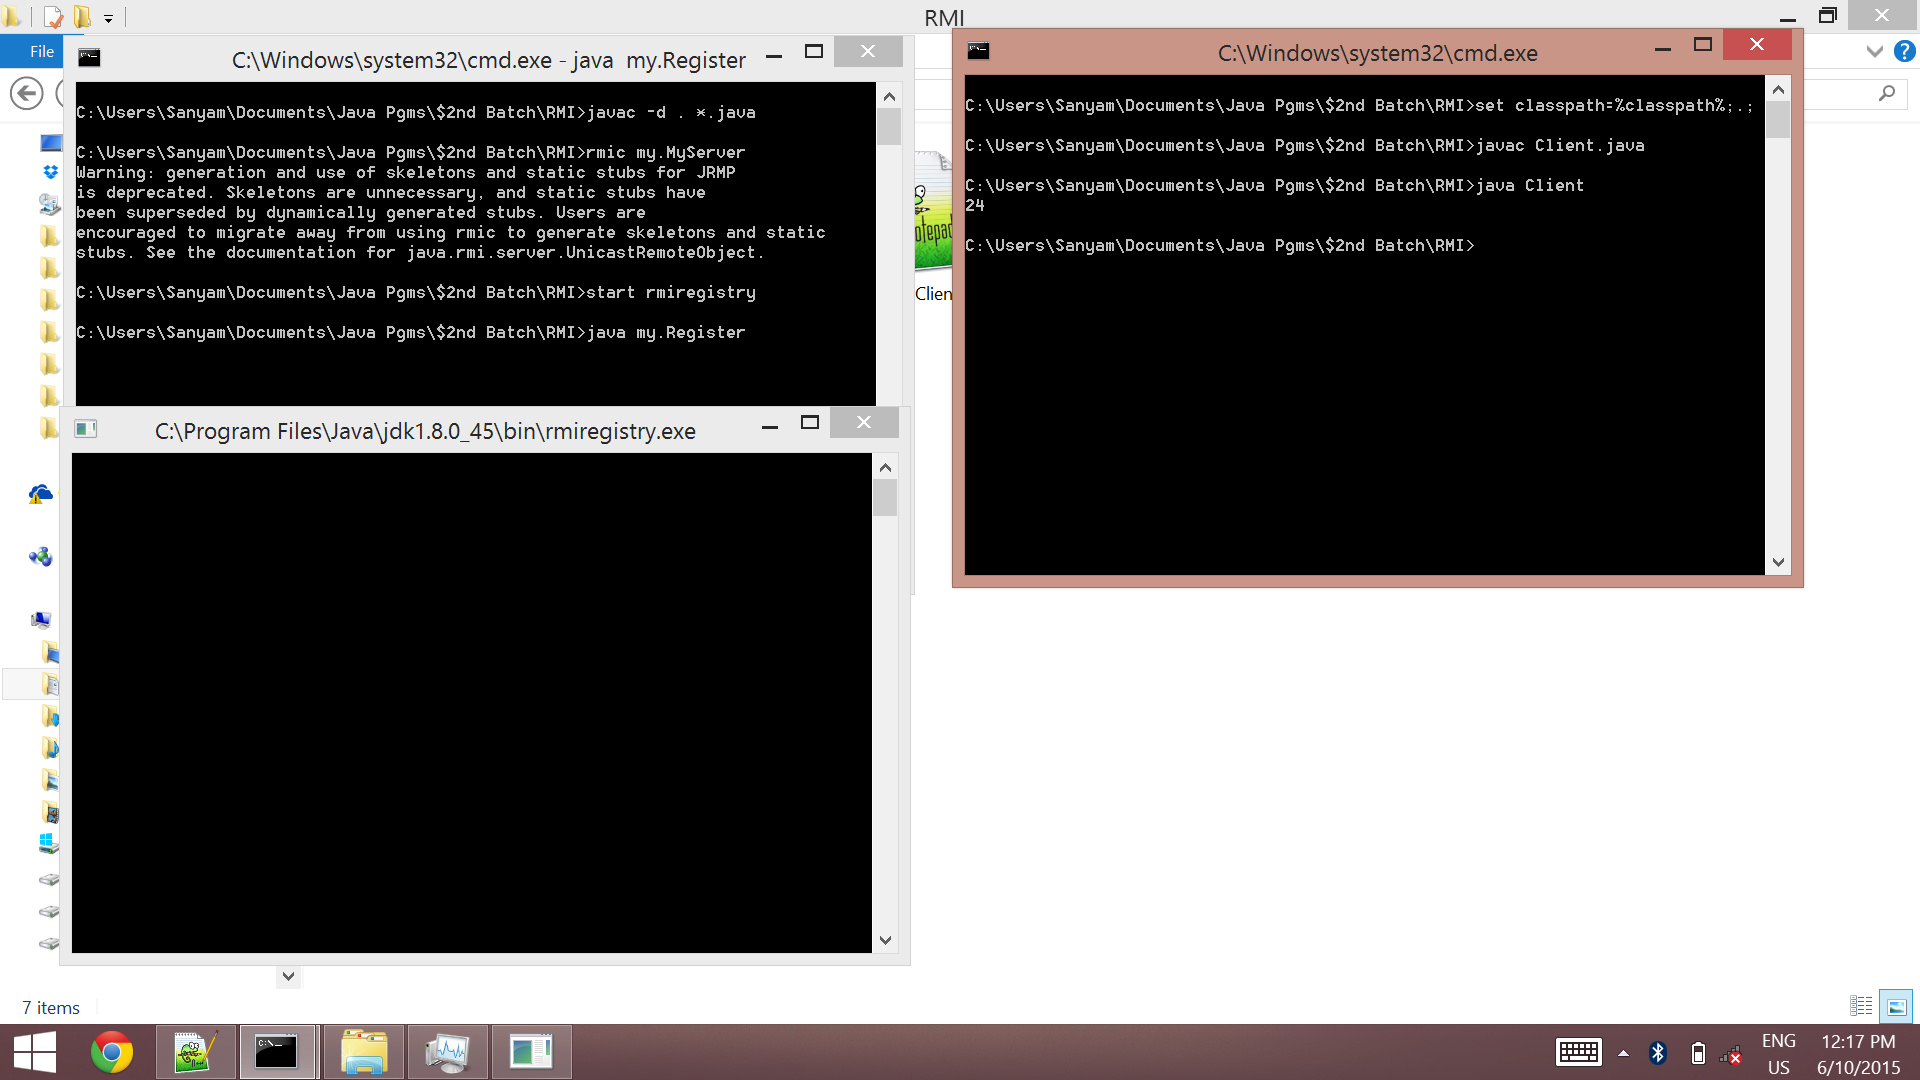 RMI
File
C:\Windows\system32\cmd.exe - java  my.Register
C:\Users\Sanyam\Documents\Java Pgms\$2nd Batch\RMI>javac -d . *.java
C:\Users\Sanyam\Documents\Java Pgms\$2nd Batch\RMI>rmic my.MyServer
Warning: generation and use of skeletons and static stubs for JRMP
is deprecated. Skeletons are unnecessary, and static stubs have
been superseded by dynamically generated stubs. Users are
encouraged to migrate away from using rmic to generate skeletons and static
stubs. See the documentation for java.rmi.server.UnicastRemoteObject.
C:\Users\Sanyam\Documents\Java Pgms\$2nd Batch\RMI>start rmiregistry
C:\Users\Sanyam\Documents\Java Pgms\$2nd Batch\RMI>java my.Register
C:\Program Files\Java\jdk1.8.0_45\bin\rmiregistry.exe
Clien
C:\Windows\system32\cmd.exe
C:\Users\Sanyam\Documents\Java Pgms\$2nd Batch\RMI>set classpath=%classpath%;.;
C:\Users\Sanyam\Documents\Java Pgms\$2nd Batch\RMI>javac Client.java
C:\Users\Sanyam\Documents\Java Pgms\$2nd Batch\RMI>java Client
24
C:\Users\Sanyam\Documents\Java Pgms\$2nd Batch\RMI>
7 items
ENG
US
12:17 PM
6/10/2015